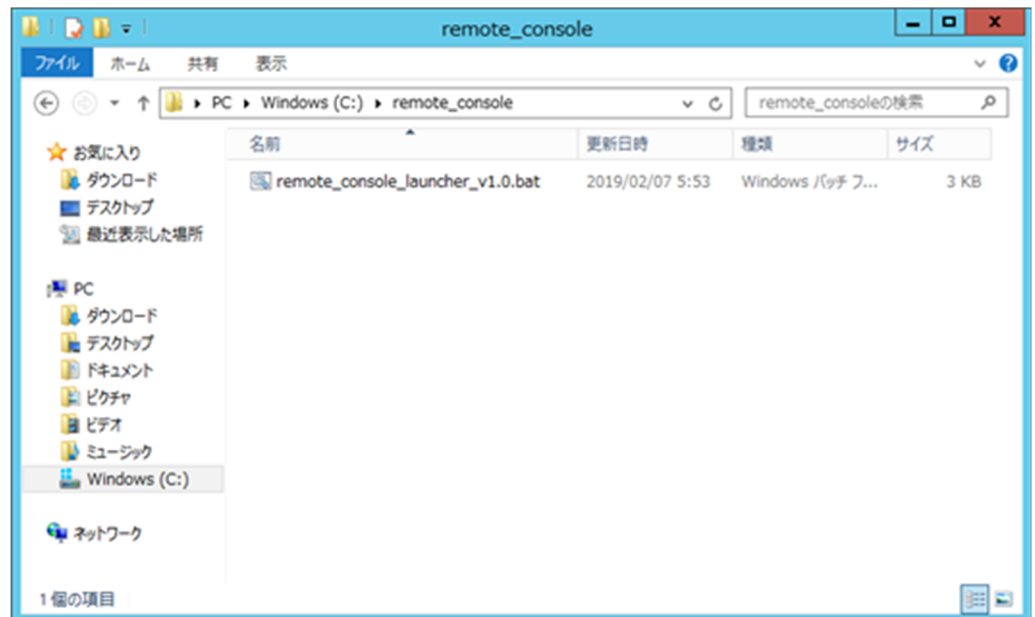 remote_console
ファイル ホーム 共有 表示
PC Windows (C:) remote_console remote_consoleの検索
名前 更新日時 種類 サイズ
remote_console_launcher_v1.0.bat 2019/02/07 5:53 Windows バッチ フ... 3 KB
お気に入り
ダウンロード
デスクトップ
最近表示した場所
PC
ダウンロード
デスクトップ
ドキュメント
ピクチャ
ビデオ
ミュージック
Windows (C:)
ネットワーク
1 個の項目